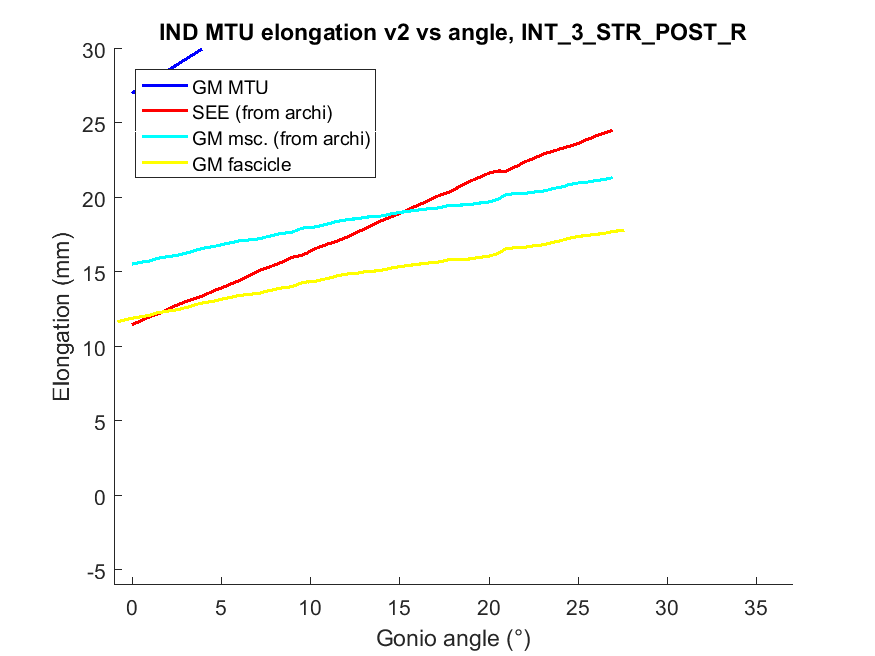 IND MTU elongation v2 vs angle, INT_3_STR_POST_R
30
25
20
15
10
5
0
-5
Elongation (mm)
GM MTU
SEE (from archi)
GM msc. (from archi)
GM fascicle
0 5 10 15 20 25 30 35
Gonio angle (°)